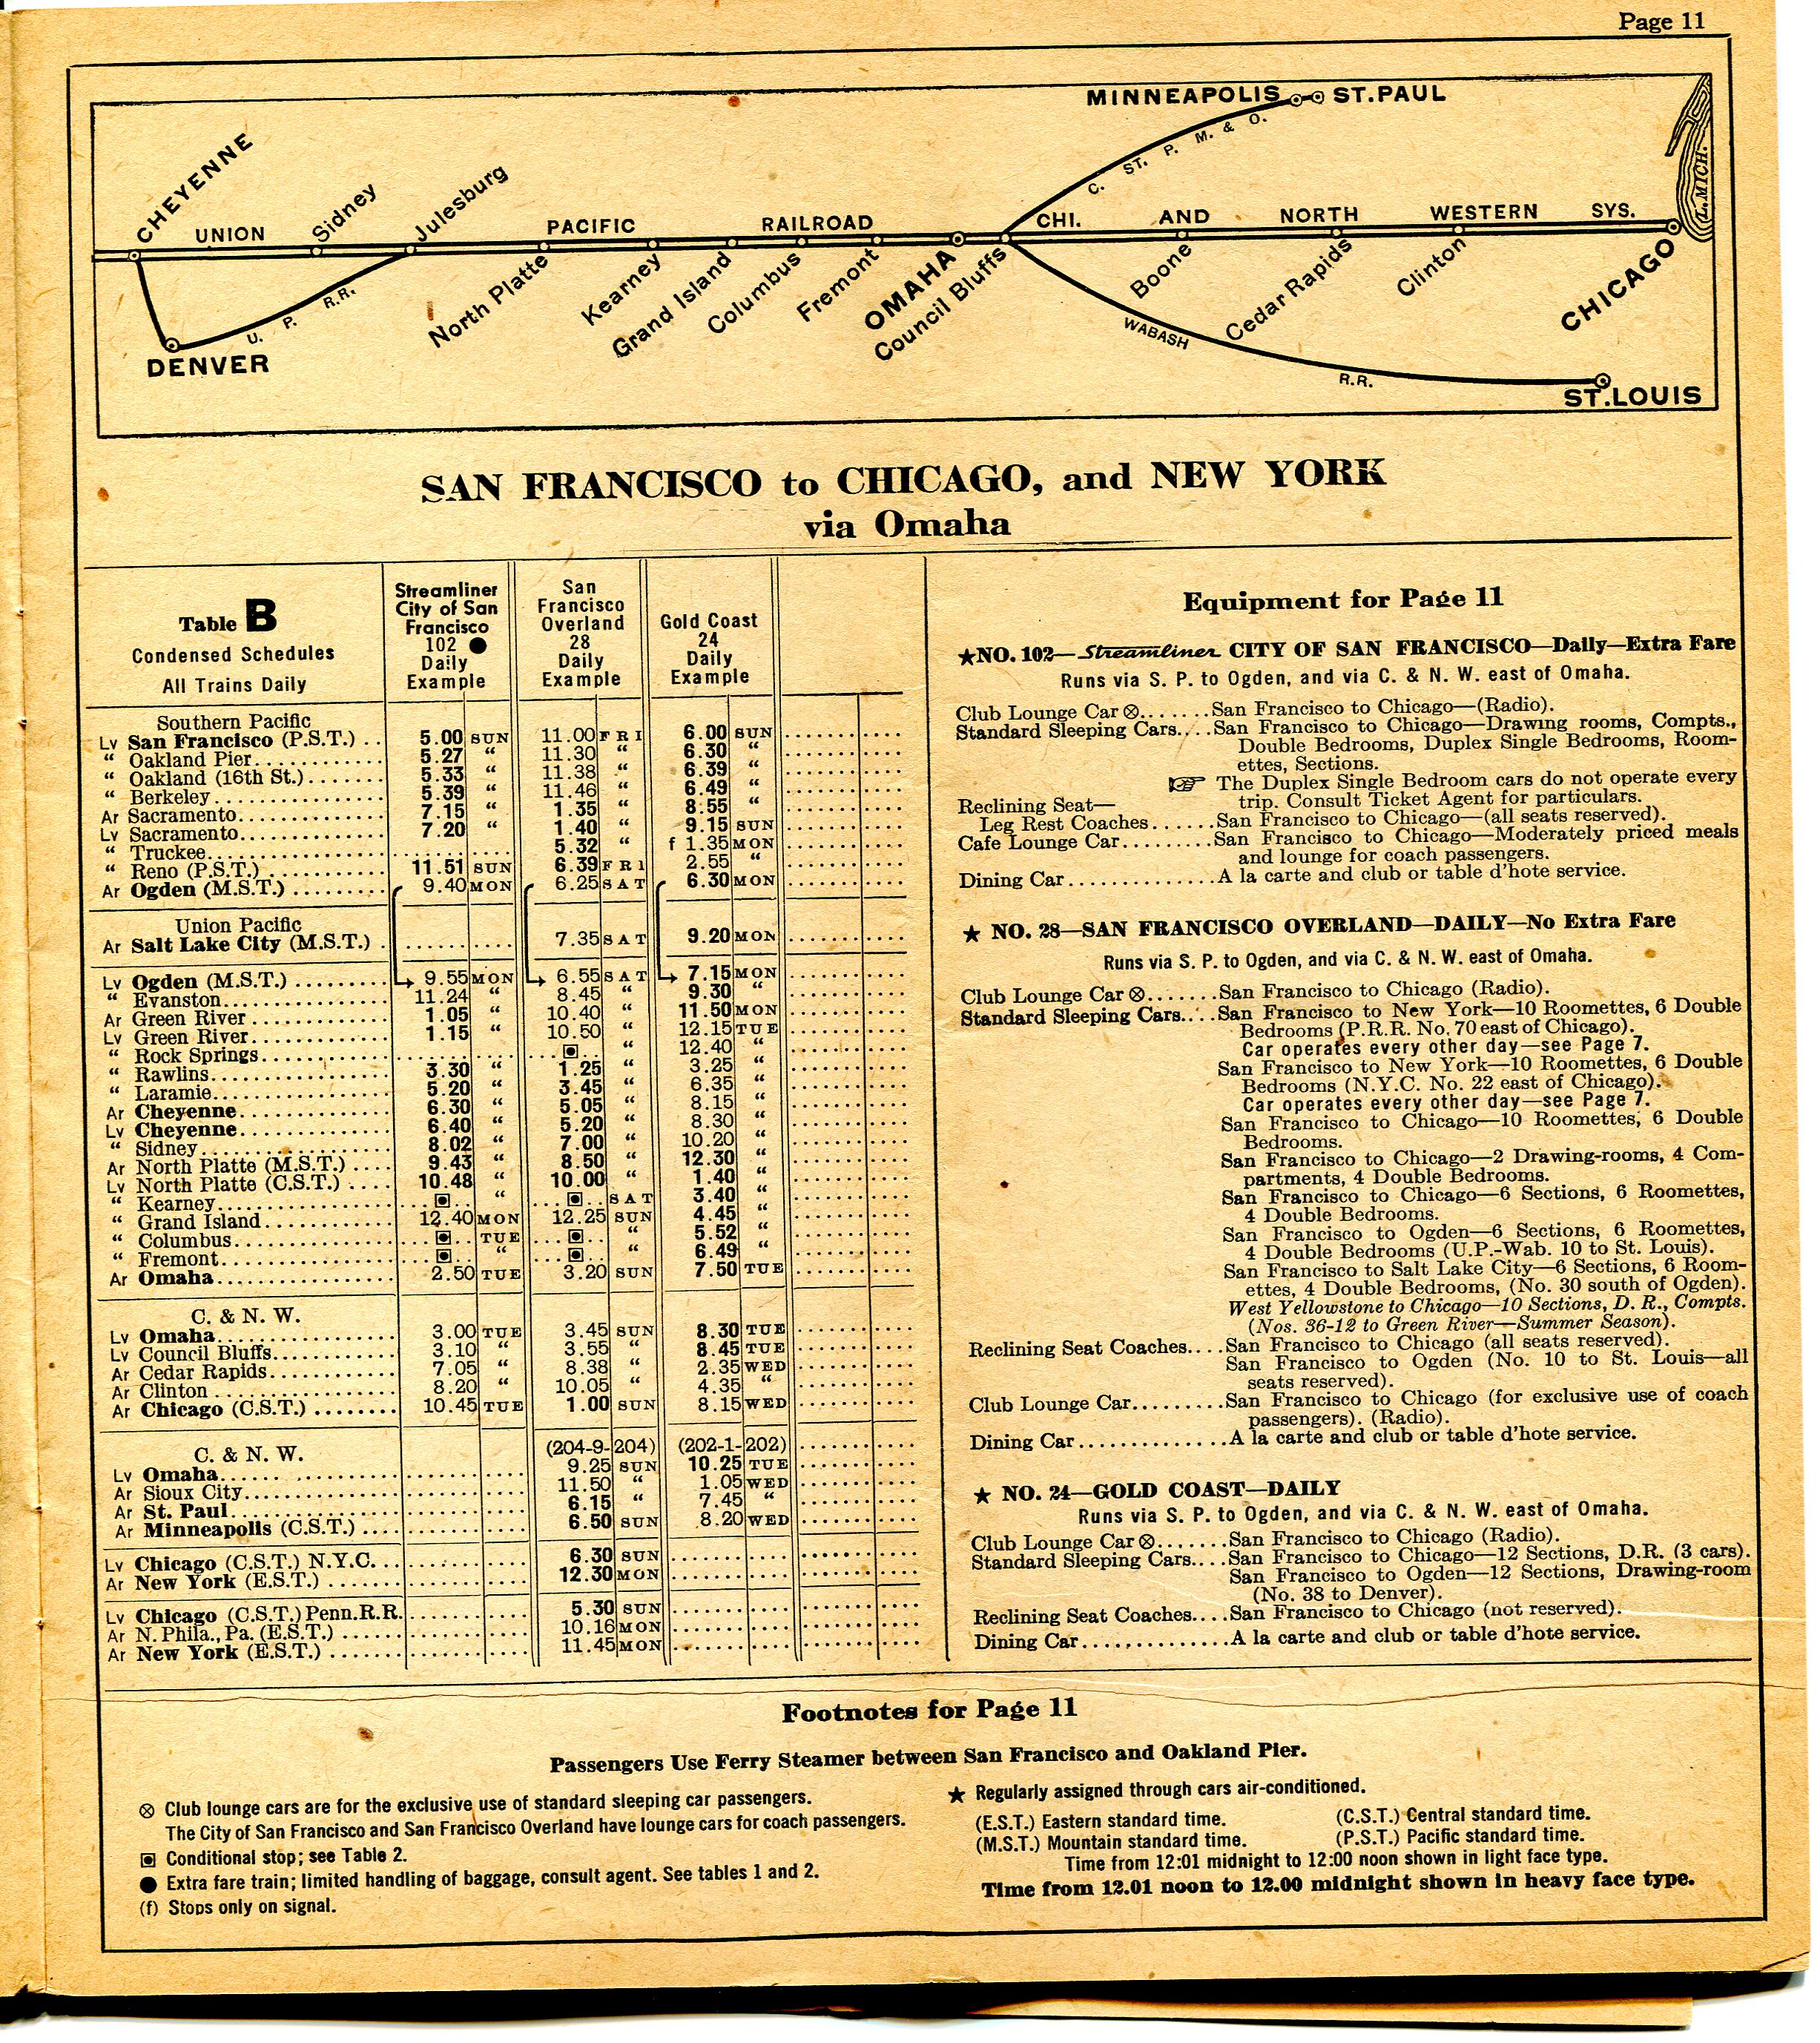 Page 11
MINNEAPOLIS ST.PAUL
C. ST. P. M. & O.
CHEYENNE
Sidney
Julesburg
L. MICH.
UNION PACIFIC RAILROAD CHI. AND NORTH WESTERN SYS.
North Platte
Kearney
Grand Island
Columbus
Fremont
OMAHA
Council Bluffs
Boone
Cedar Rapids
Clinton
CHICAGO
U. P. R.R.
DENVER
WABASH R.R.
ST.LOUIS
SAN FRANCISCO to CHICAGO, and NEW YORK
via Omaha
Table B
Condensed Schedules
All Trains Daily
Streamliner
City of San
Francisco
102 ●
Daily
Example
San
Francisco
Overland
28
Daily
Example
Gold Coast
24
Daily
Example
Southern Pacific
Lv San Francisco (P.S.T.) .. 5.00 SUN 11.00 FRI 6.00 SUN
“ Oakland Pier 5.27 “ 11.30 “ 6.30 “
“ Oakland (16th St.) 5.33 “ 11.38 “ 6.39 “
“ Berkeley 5.39 “ 11.46 “ 6.49 “
Ar Sacramento 7.15 “ 1.35 “ 8.55 “
Lv Sacramento 7.20 “ 1.40 “ 9.15 SUN
“ Truckee 5.32 “ f 1.35 MON
“ Reno (P.S.T.) 11.51 SUN 6.39 FRI 2.55 “
Ar Ogden (M.S.T.) 9.40 MON 6.25 SAT 6.30 MON
Union Pacific
Ar Salt Lake City (M.S.T.) . 7.35 SAT 9.20 MON
Lv Ogden (M.S.T.) 9.55 MON 6.55 SAT 7.15 MON
“ Evanston 11.24 “ 8.45 “ 9.30 “
Ar Green River 1.05 “ 10.40 “ 11.50 MON
Lv Green River 1.15 “ 10.50 “ 12.15 TUE
“ Rock Springs ▣ “ 12.40 “
“ Rawlins 3.30 “ 1.25 “ 3.25 “
“ Laramie 5.20 “ 3.45 “ 6.35 “
Ar Cheyenne 6.30 “ 5.05 “ 8.15 “
Lv Cheyenne 6.40 “ 5.20 “ 8.30 “
“ Sidney 8.02 “ 7.00 “ 10.20 “
Ar North Platte (M.S.T.) 9.43 “ 8.50 “ 12.30 “
Lv North Platte (C.S.T.) 10.48 “ 10.00 “ 1.40 “
“ Kearney ▣ “ ▣ SAT 3.40 “
“ Grand Island 12.40 MON 12.25 SUN 4.45 “
“ Columbus ▣ TUE ▣ “ 5.52 “
“ Fremont ▣ “ ▣ “ 6.49 “
Ar Omaha 2.50 TUE 3.20 SUN 7.50 TUE
C. & N. W.
Lv Omaha 3.00 TUE 3.45 SUN 8.30 TUE
Lv Council Bluffs 3.10 “ 3.55 “ 8.45 TUE
Ar Cedar Rapids 7.05 “ 8.38 “ 2.35 WED
Ar Clinton 8.20 “ 10.05 “ 4.35 “
Ar Chicago (C.S.T.) 10.45 TUE 1.00 SUN 8.15 WED
C. & N. W. (204-9-204) (202-1-202)
Lv Omaha 9.25 SUN 10.25 TUE
Ar Sioux City 11.50 “ 1.05 WED
Ar St. Paul 6.15 “ 7.45 “
Ar Minneapolis (C.S.T.) 6.50 SUN 8.20 WED
Lv Chicago (C.S.T.) N.Y.C. 6.30 SUN
Ar New York (E.S.T.) 12.30 MON
Lv Chicago (C.S.T.) Penn.R.R. 5.30 SUN
Ar N. Phila., Pa. (E.S.T.) 10.16 MON
Ar New York (E.S.T.) 11.45 MON
Equipment for Page 11
★NO. 102—Streamliner CITY OF SAN FRANCISCO—Daily—Extra Fare
Runs via S. P. to Ogden, and via C. & N. W. east of Omaha.
Club Lounge Car ⊗.......San Francisco to Chicago—(Radio).
Standard Sleeping Cars....San Francisco to Chicago—Drawing rooms, Compts.,
Double Bedrooms, Duplex Single Bedrooms, Room-
ettes, Sections.
☞ The Duplex Single Bedroom cars do not operate every
trip. Consult Ticket Agent for particulars.
Reclining Seat—
Leg Rest Coaches......San Francisco to Chicago—(all seats reserved).
Cafe Lounge Car.........San Francisco to Chicago—Moderately priced meals
and lounge for coach passengers.
Dining Car..............A la carte and club or table d'hote service.
★ NO. 28—SAN FRANCISCO OVERLAND—DAILY—No Extra Fare
Runs via S. P. to Ogden, and via C. & N. W. east of Omaha.
Club Lounge Car ⊗.......San Francisco to Chicago (Radio).
Standard Sleeping Cars....San Francisco to New York—10 Roomettes, 6 Double
Bedrooms (P.R.R. No. 70 east of Chicago).
Car operates every other day—see Page 7.
San Francisco to New York—10 Roomettes, 6 Double
Bedrooms (N.Y.C. No. 22 east of Chicago).
Car operates every other day—see Page 7.
San Francisco to Chicago—10 Roomettes, 6 Double
Bedrooms.
San Francisco to Chicago—2 Drawing-rooms, 4 Com-
partments, 4 Double Bedrooms.
San Francisco to Chicago—6 Sections, 6 Roomettes,
4 Double Bedrooms.
San Francisco to Ogden—6 Sections, 6 Roomettes,
4 Double Bedrooms (U.P.-Wab. 10 to St. Louis).
San Francisco to Salt Lake City—6 Sections, 6 Room-
ettes, 4 Double Bedrooms, (No. 30 south of Ogden).
West Yellowstone to Chicago—10 Sections, D. R., Compts.
(Nos. 36-12 to Green River—Summer Season).
Reclining Seat Coaches....San Francisco to Chicago (all seats reserved).
San Francisco to Ogden (No. 10 to St. Louis—all
seats reserved).
Club Lounge Car.........San Francisco to Chicago (for exclusive use of coach
passengers). (Radio).
Dining Car..............A la carte and club or table d'hote service.
★ NO. 24—GOLD COAST—DAILY
Runs via S. P. to Ogden, and via C. & N. W. east of Omaha.
Club Lounge Car ⊗.......San Francisco to Chicago (Radio).
Standard Sleeping Cars....San Francisco to Chicago—12 Sections, D.R. (3 cars).
San Francisco to Ogden—12 Sections, Drawing-room
(No. 38 to Denver).
Reclining Seat Coaches....San Francisco to Chicago (not reserved).
Dining Car..............A la carte and club or table d'hote service.
Footnotes for Page 11
Passengers Use Ferry Steamer between San Francisco and Oakland Pier.
⊗ Club lounge cars are for the exclusive use of standard sleeping car passengers.
The City of San Francisco and San Francisco Overland have lounge cars for coach passengers.
▣ Conditional stop; see Table 2.
● Extra fare train; limited handling of baggage, consult agent. See tables 1 and 2.
(f) Stops only on signal.
★ Regularly assigned through cars air-conditioned.
(E.S.T.) Eastern standard time. (C.S.T.) Central standard time.
(M.S.T.) Mountain standard time. (P.S.T.) Pacific standard time.
Time from 12:01 midnight to 12:00 noon shown in light face type.
Time from 12.01 noon to 12.00 midnight shown in heavy face type.